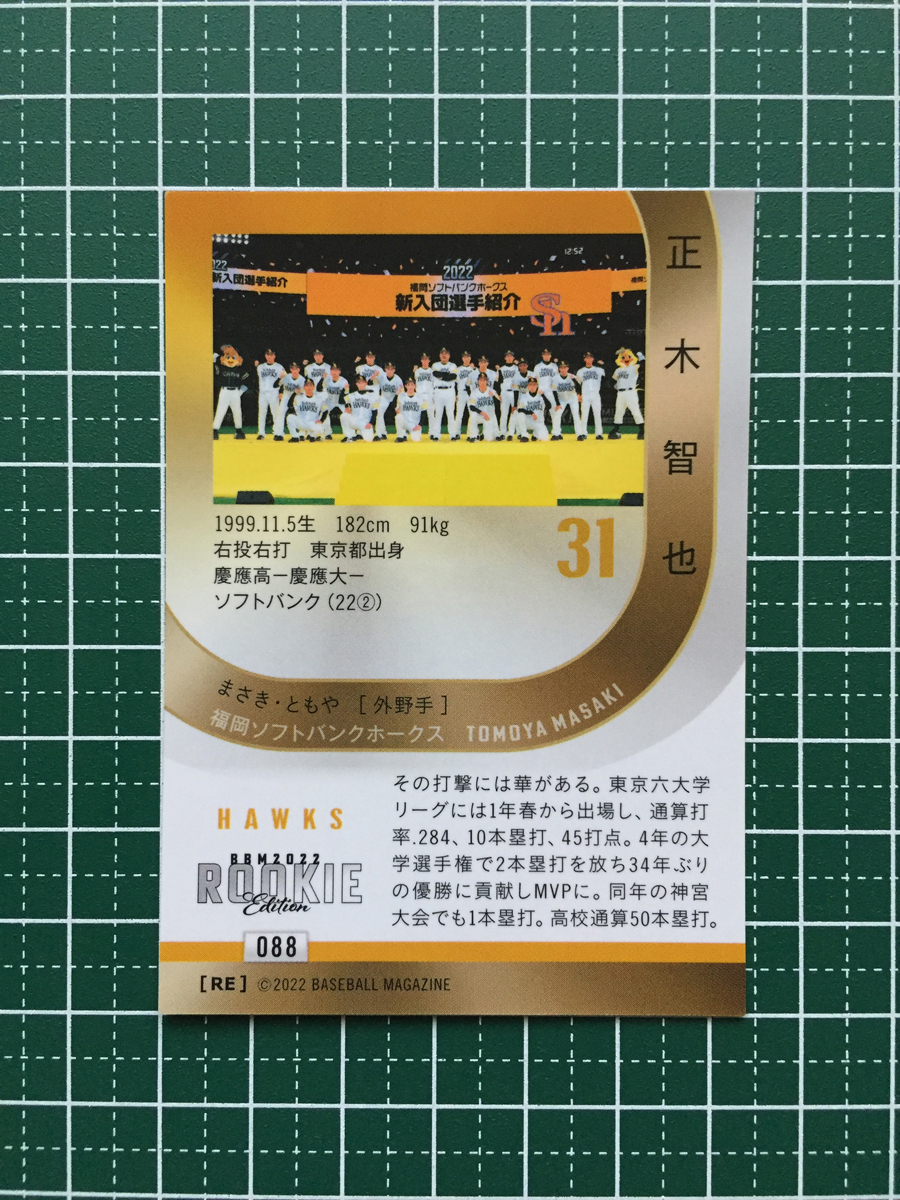 正木智也
12:52
2022
022
新入団選手紹介
福岡ソフトバンクホークス
新入団選手紹介
Sh
1999.11.5生 182cm 91kg
右投右打 東京都出身
慶應高ー慶應大ー
ソフトバンク(22②)
31
まさき・ともや [外野手]
福岡ソフトバンクホークス TOMOYA MASAKI
HAWKS
BBM2022
ROOKIE
Edition
088
その打撃には華がある。東京六大学
リーグには1年春から出場し、通算打
率.284、10本塁打、45打点。4年の大
学選手権で2本塁打を放ち34年ぶり
の優勝に貢献しMVPに。同年の神宮
大会でも1本塁打。高校通算50本塁打。
[RE] ©2022 BASEBALL MAGAZINE